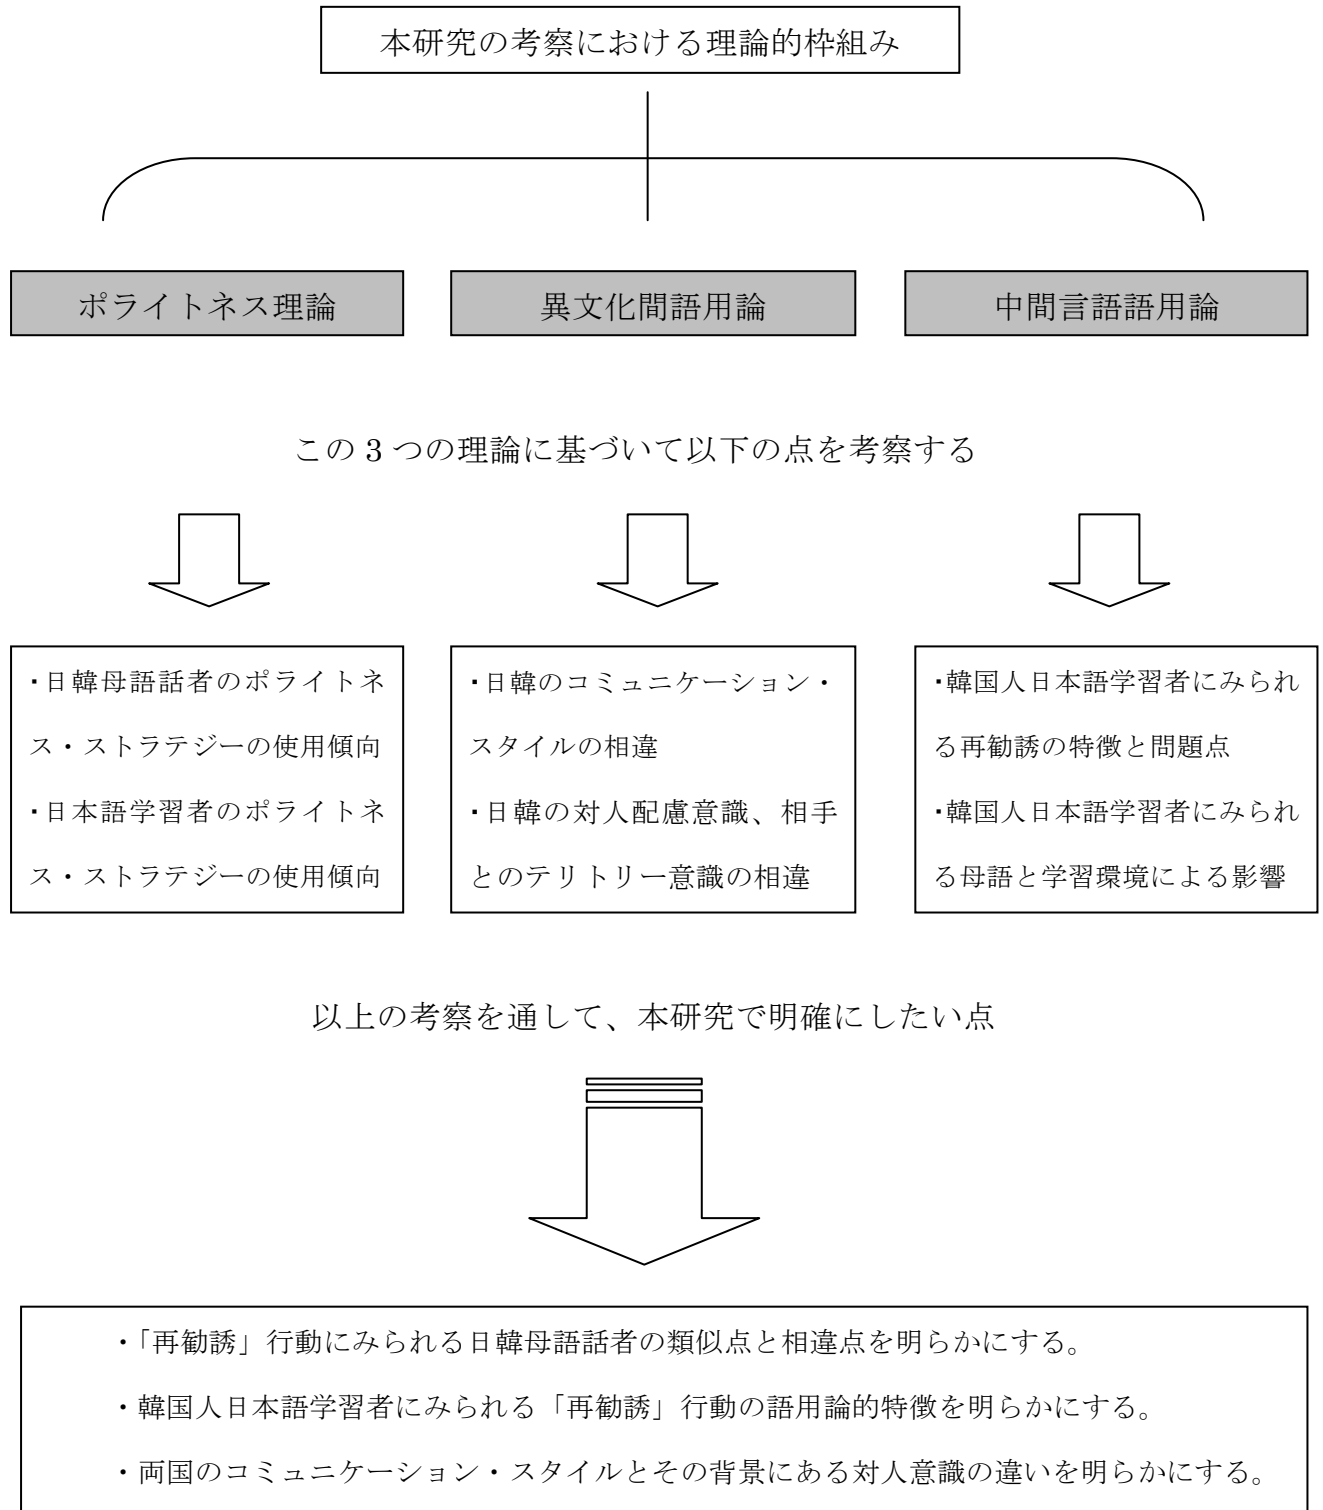 本研究の考察における理論的枠組み
ポライトネス理論
異文化間語用論
中間言語語用論
この 3 つの理論に基づいて以下の点を考察する
・日韓母語話者のポライトネ
ス・ストラテジーの使用傾向
・日本語学習者のポライトネ
ス・ストラテジーの使用傾向
・日韓のコミュニケーション・
スタイルの相違
・日韓の対人配慮意識、相手
とのテリトリー意識の相違
・韓国人日本語学習者にみられ
る再勧誘の特徴と問題点
・韓国人日本語学習者にみられ
る母語と学習環境による影響
以上の考察を通して、本研究で明確にしたい点
・「再勧誘」行動にみられる日韓母語話者の類似点と相違点を明らかにする。
・韓国人日本語学習者にみられる「再勧誘」行動の語用論的特徴を明らかにする。
・両国のコミュニケーション・スタイルとその背景にある対人意識の違いを明らかにする。